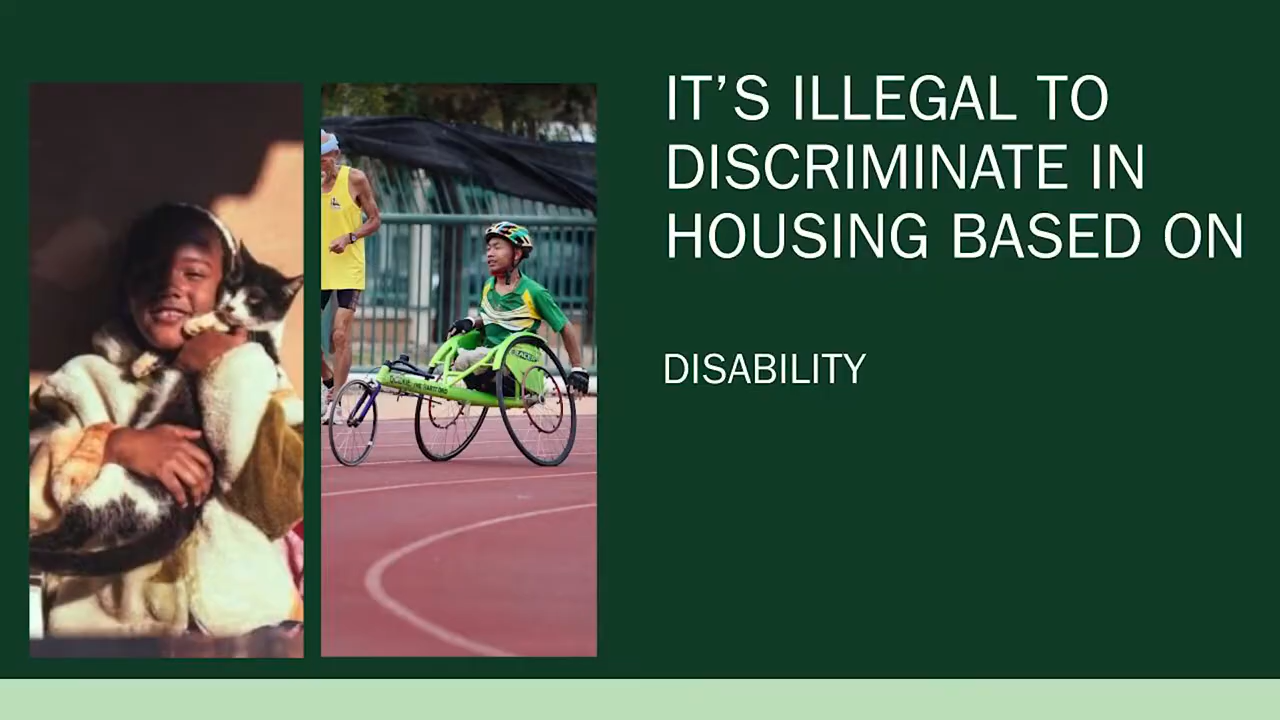 IT'S ILLEGAL TO
DISCRIMINATE IN
HOUSING BASED ON
DISABILITY